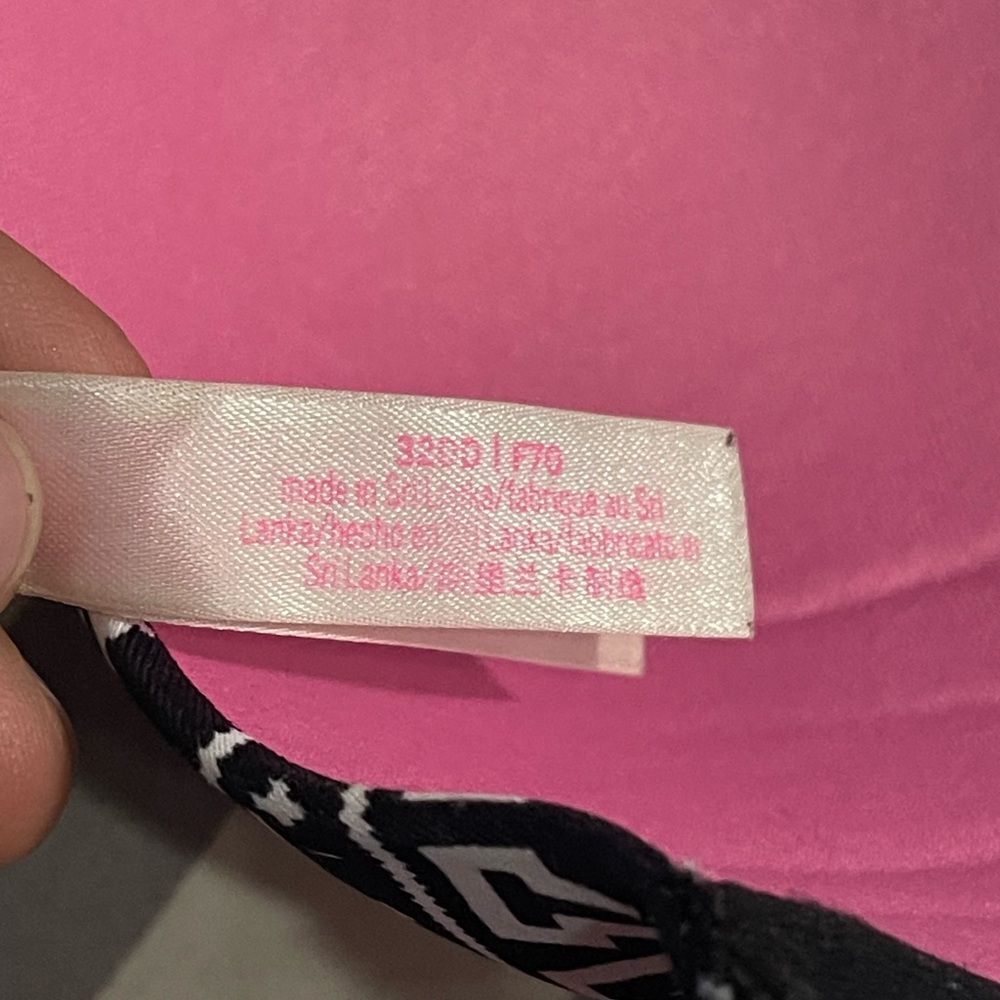 32DD | F70
made in Sri Lanka/fabriqué au Sri
Lanka/hecho en Sri Lanka/fabbricato in
Sri Lanka/斯里兰卡制造